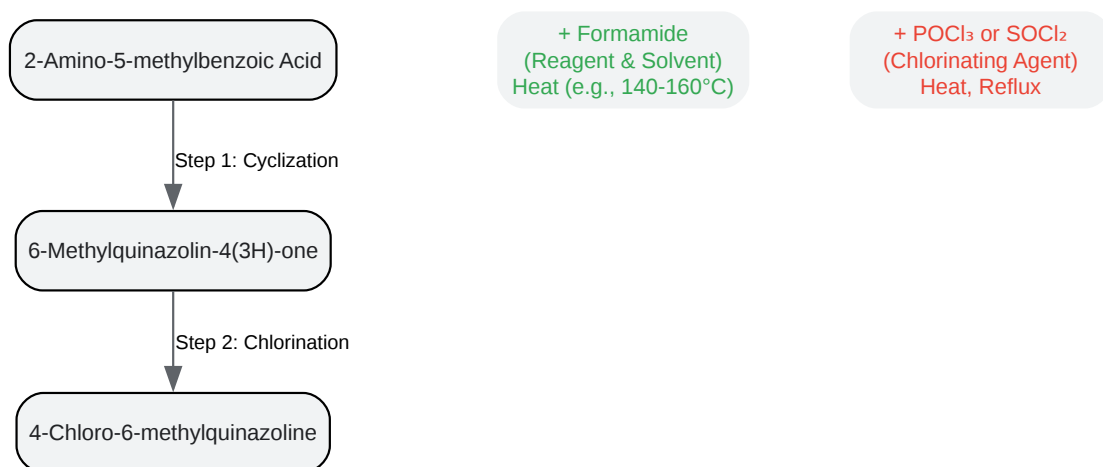 2-Amino-5-methylbenzoic Acid
+ Formamide
(Reagent & Solvent)
Heat (e.g., 140-160°C)
+ POCl₃ or SOCl₂
(Chlorinating Agent)
Heat, Reflux
Step 1: Cyclization
6-Methylquinazolin-4(3H)-one
Step 2: Chlorination
4-Chloro-6-methylquinazoline